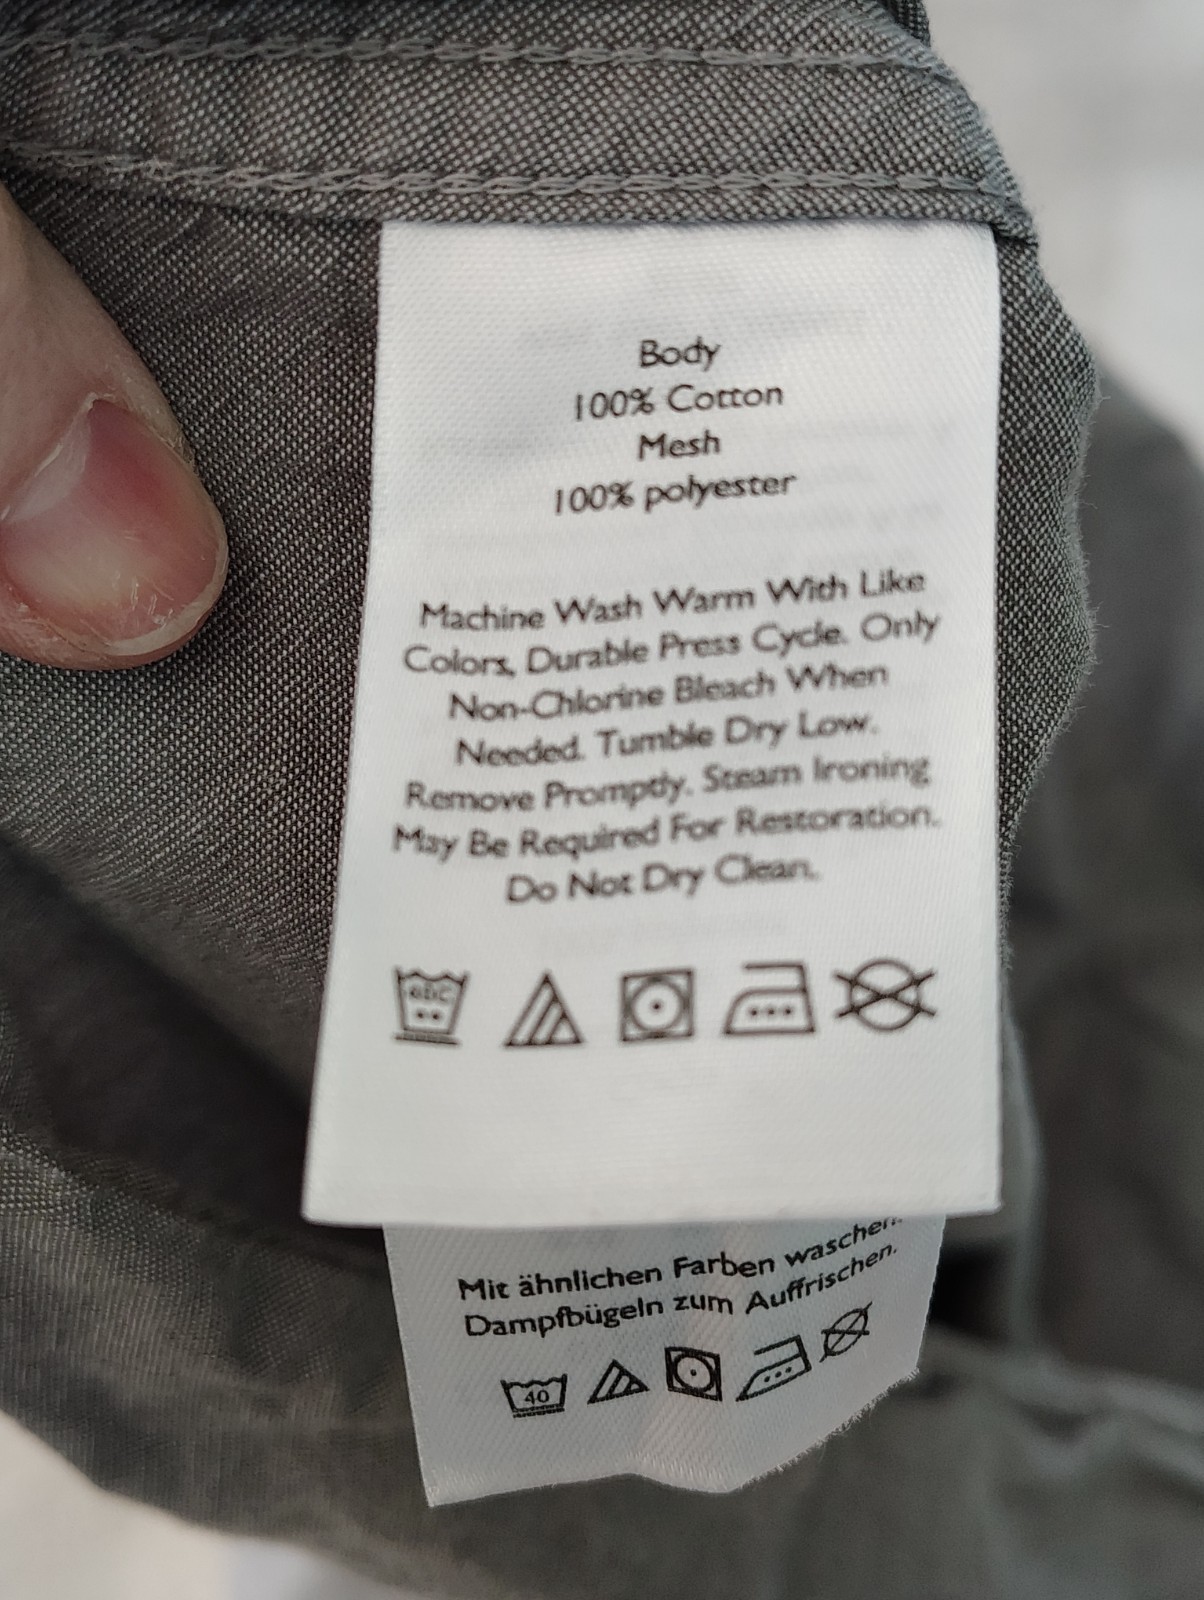 Body
100% Cotton
Mesh
100% polyester
Machine Wash Warm With Like
Colors, Durable Press Cycle. Only
Non-Chlorine Bleach When
Needed. Tumble Dry Low.
Remove Promptly. Steam Ironing
May Be Required For Restoration.
Do Not Dry Clean.
40C
Mit ähnlichen Farben waschen.
Dampfbügeln zum Auffrischen.
40